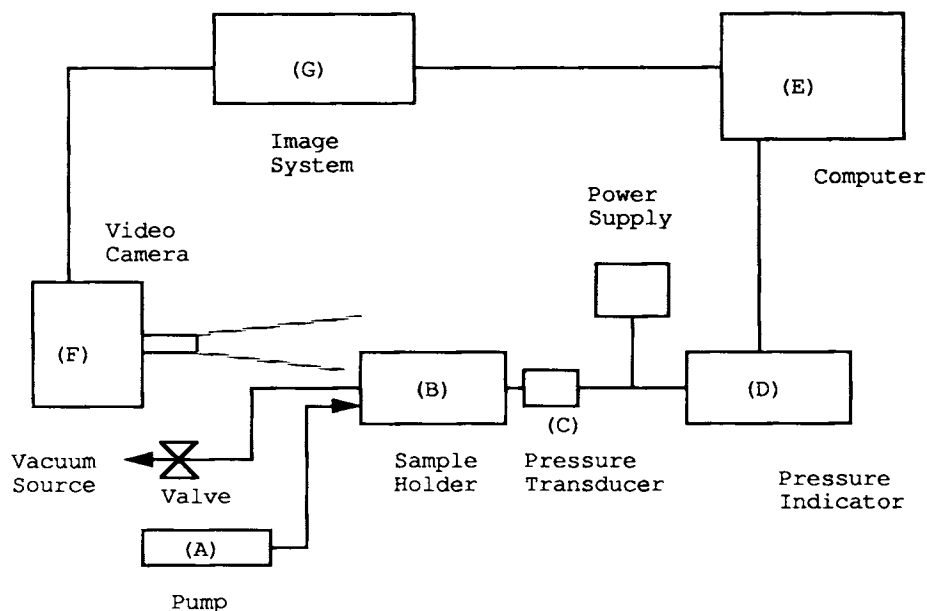 (G)
(E)
Image
System
Computer
Power
Supply
Video
Camera
(F)
(B)
(D)
(C)
Vacuum
Source
Valve
Sample
Holder
Pressure
Transducer
Pressure
Indicator
(A)
Pump